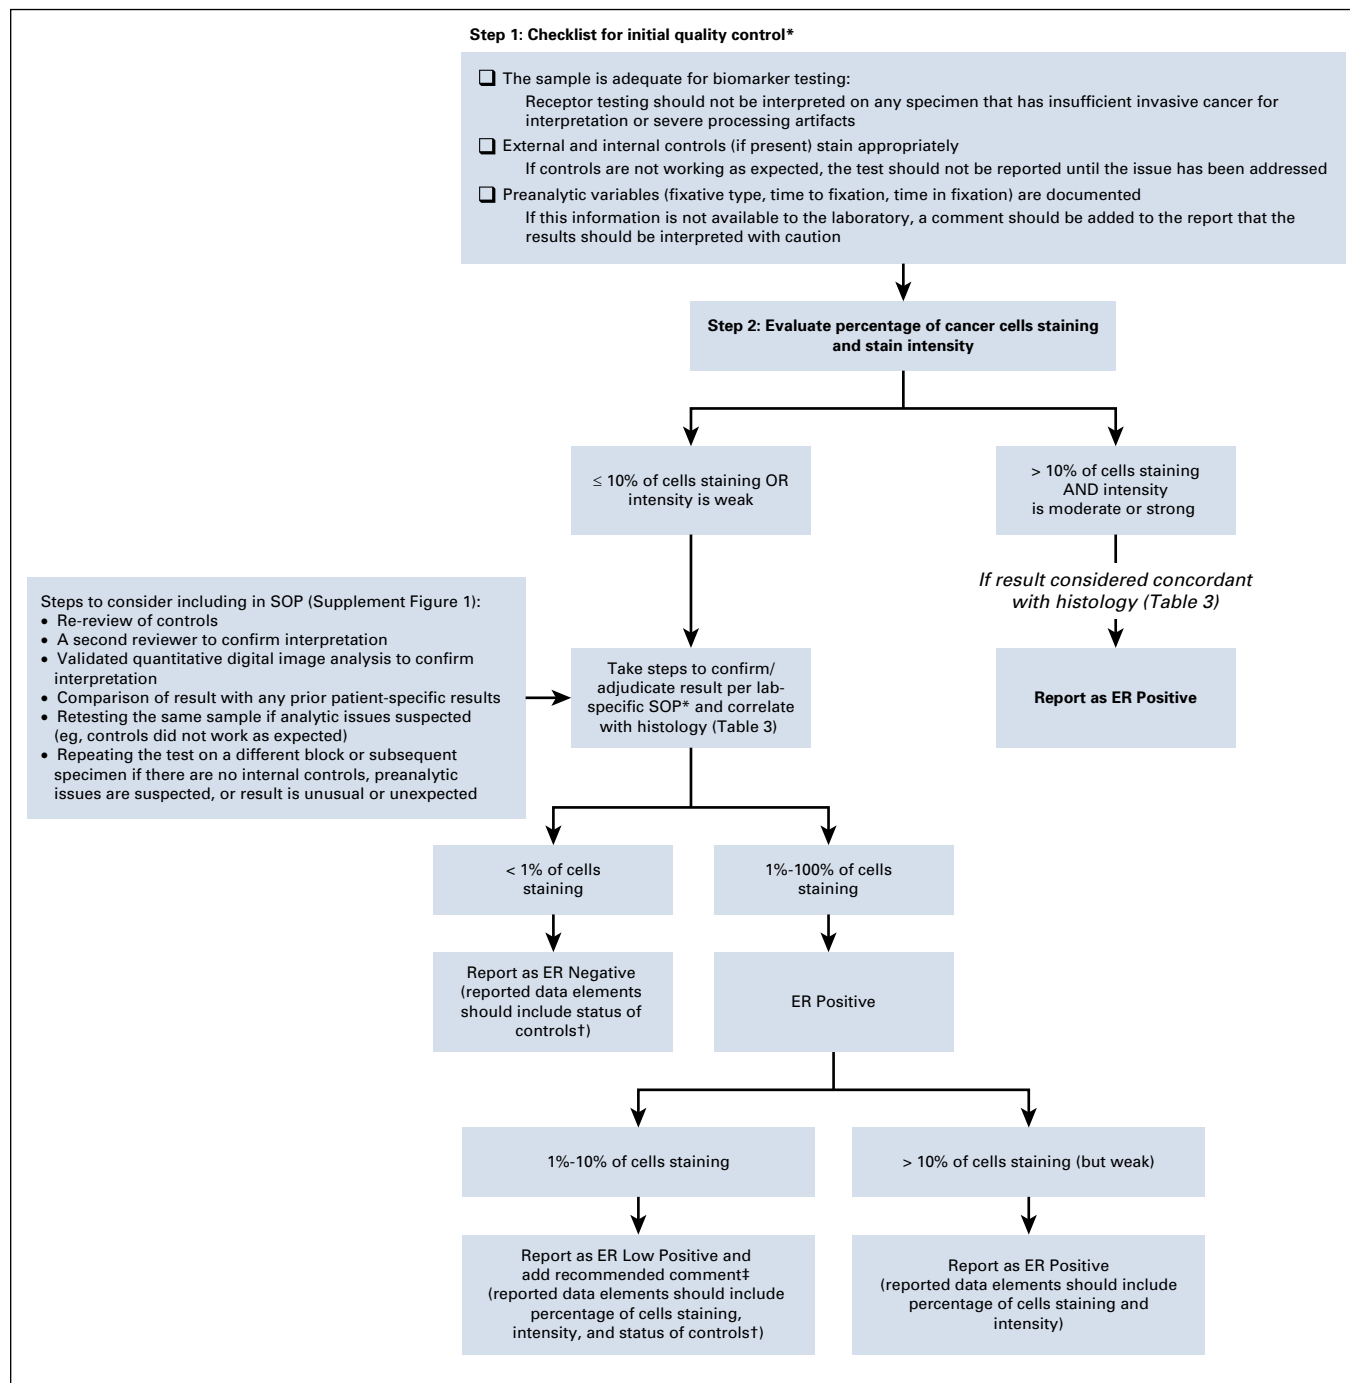 Step 1: Checklist for initial quality control*
The sample is adequate for biomarker testing:
Receptor testing should not be interpreted on any specimen that has insufficient invasive cancer for
interpretation or severe processing artifacts
External and internal controls (if present) stain appropriately
If controls are not working as expected, the test should not be reported until the issue has been addressed
Preanalytic variables (fixative type, time to fixation, time in fixation) are documented
If this information is not available to the laboratory, a comment should be added to the report that the
results should be interpreted with caution
Step 2: Evaluate percentage of cancer cells staining
and stain intensity
≤ 10% of cells staining OR
intensity is weak
> 10% of cells staining
AND intensity
is moderate or strong
If result considered concordant
with histology (Table 3)
Steps to consider including in SOP (Supplement Figure 1):
• Re-review of controls
• A second reviewer to confirm interpretation
• Validated quantitative digital image analysis to confirm
interpretation
• Comparison of result with any prior patient-specific results
• Retesting the same sample if analytic issues suspected
(eg, controls did not work as expected)
• Repeating the test on a different block or subsequent
specimen if there are no internal controls, preanalytic
issues are suspected, or result is unusual or unexpected
Take steps to confirm/
adjudicate result per lab-
specific SOP* and correlate
with histology (Table 3)
Report as ER Positive
< 1% of cells
staining
1%-100% of cells
staining
Report as ER Negative
(reported data elements
should include status of
controls†)
ER Positive
1%-10% of cells staining
> 10% of cells staining (but weak)
Report as ER Low Positive and
add recommended comment‡
(reported data elements should include
percentage of cells staining,
intensity, and status of controls†)
Report as ER Positive
(reported data elements should include
percentage of cells staining and
intensity)